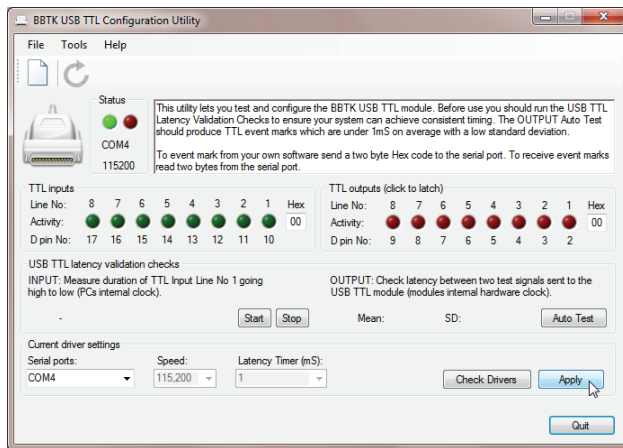 BBTK USB TTL Configuration Utility
File Tools Help
Status
COM4
115200
This utility lets you test and configure the BBTK USB TTL module. Before use you should run the USB TTL
Latency Validation Checks to ensure your system can achieve consistent timing. The OUTPUT Auto Test
should produce TTL event marks which are under 1mS on average with a low standard deviation.
To event mark from your own software send a two byte Hex code to the serial port. To receive event marks
read two bytes from the serial port.
TTL inputs
Line No: 8 7 6 5 4 3 2 1 Hex
Activity: 00
D pin No: 17 16 15 14 13 12 11 10
TTL outputs (click to latch)
Line No: 8 7 6 5 4 3 2 1 Hex
Activity: 00
D pin No: 9 8 7 6 5 4 3 2
USB TTL latency validation checks
INPUT: Measure duration of TTL Input Line No 1 going
high to low (PCs internal clock).
- Start Stop
OUTPUT: Check latency between two test signals sent to the
USB TTL module (modules internal hardware clock).
Mean: SD: Auto Test
Current driver settings
Serial ports: Speed: Latency Timer (mS):
COM4 115,200 1 Check Drivers Apply
Quit